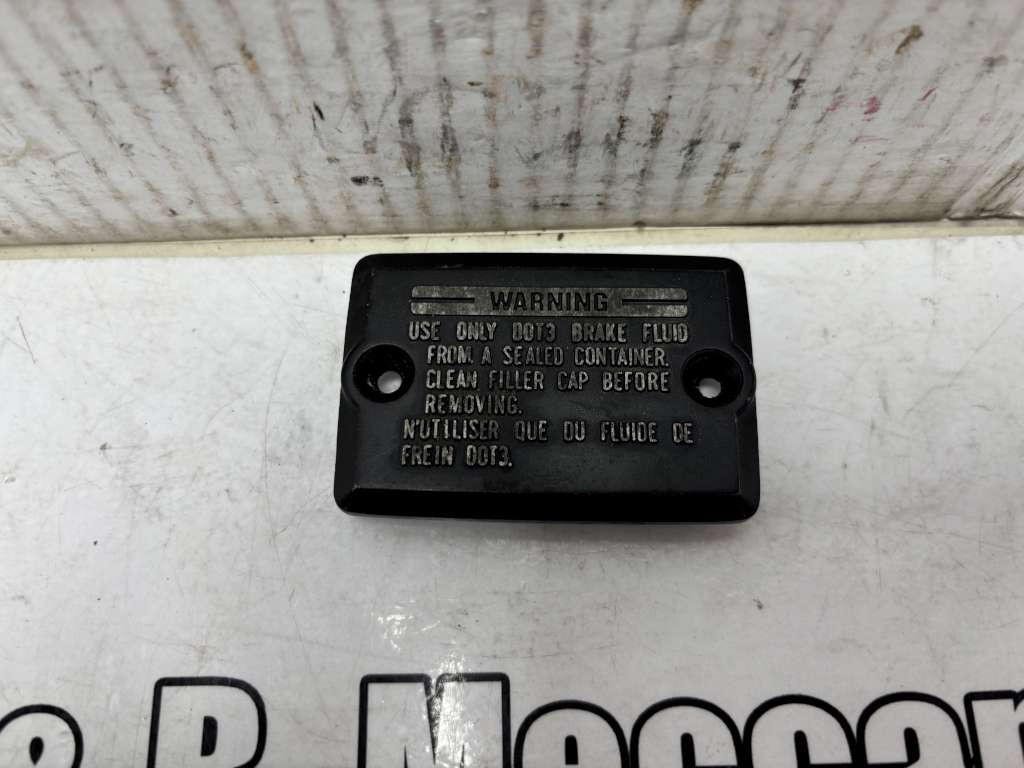 WARNING
USE ONLY DOT3 BRAKE FLUID
FROM A SEALED CONTAINER.
CLEAN FILLER CAP BEFORE
REMOVING.
N'UTILISER QUE DU FLUIDE DE
FREIN DOT3.
& P. Meccan